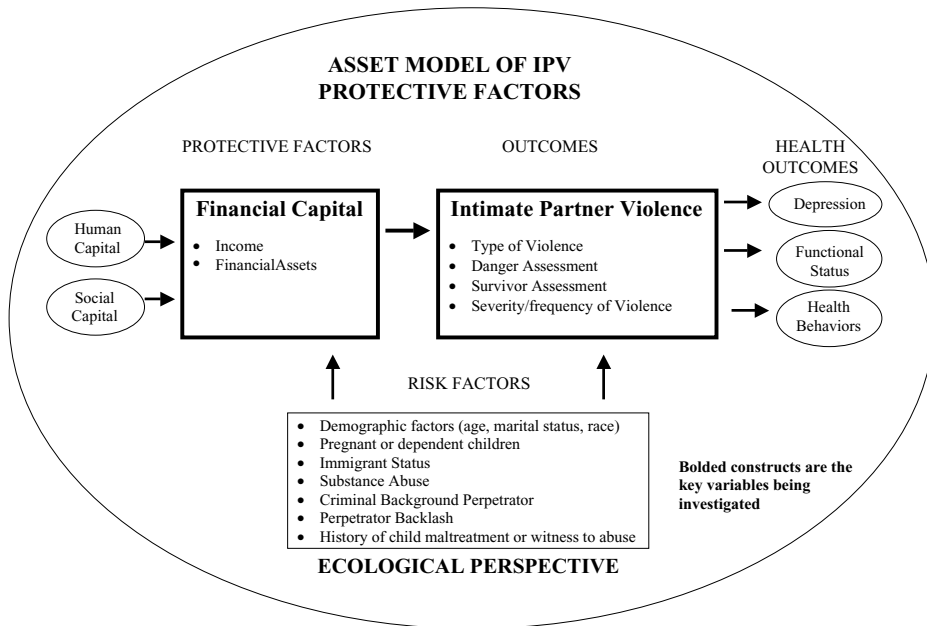 ASSET MODEL OF IPV
PROTECTIVE FACTORS
PROTECTIVE FACTORS
OUTCOMES
HEALTH
OUTCOMES
Human
Capital
Social
Capital
Financial Capital
• Income
• FinancialAssets
Intimate Partner Violence
• Type of Violence
• Danger Assessment
• Survivor Assessment
• Severity/frequency of Violence
Depression
Functional
Status
Health
Behaviors
RISK FACTORS
• Demographic factors (age, marital status, race)
• Pregnant or dependent children
• Immigrant Status
• Substance Abuse
• Criminal Background Perpetrator
• Perpetrator Backlash
• History of child maltreatment or witness to abuse
Bolded constructs are the
key variables being
investigated
ECOLOGICAL PERSPECTIVE